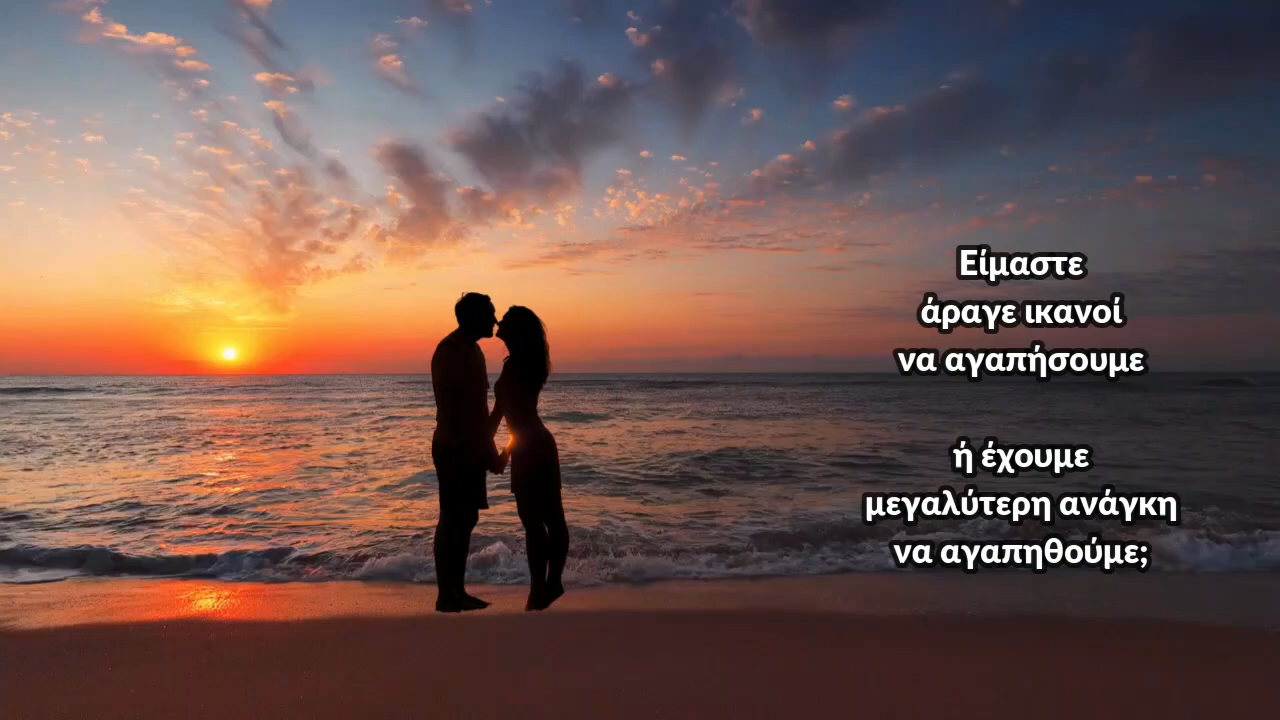 Είμαστε
άραγε ικανοί
να αγαπήσουμε
ή έχουμε
μεγαλύτερη ανάγκη
να αγαπηθούμε;